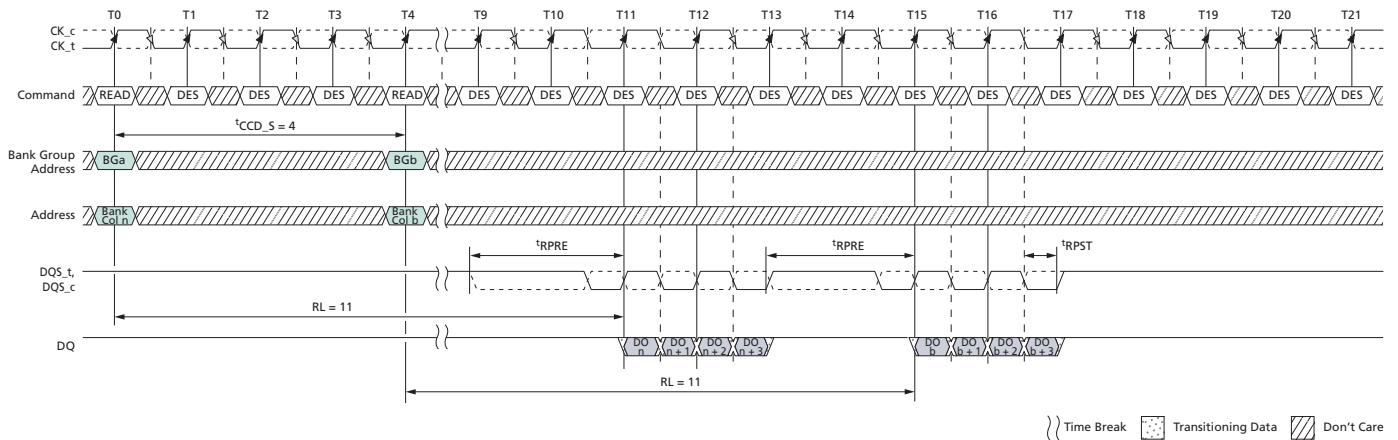 T0 T1 T2 T3 T4 T9 T10 T11 T12 T13 T14 T15 T16 T17 T18 T19 T20 T21
CK_c
CK_t
Command READ DES DES DES READ DES DES DES DES DES DES DES DES DES DES DES DES DES
tCCD_S = 4
Bank Group
Address
BGa BGb
Address
Bank
Col n
Bank
Col b
tRPRE tRPRE tRPST
DQS_t,
DQS_c
RL = 11
DQ
DO
n
DO
n + 1
DO
n + 2
DO
n + 3
DO
b
DO
b + 1
DO
b + 2
DO
b + 3
RL = 11
Time Break Transitioning Data Don't Care